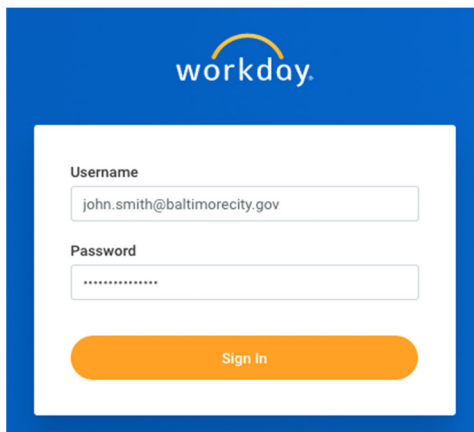 workday.
Username
john.smith@baltimorecity.gov
Password
•••••••••••••••
Sign In